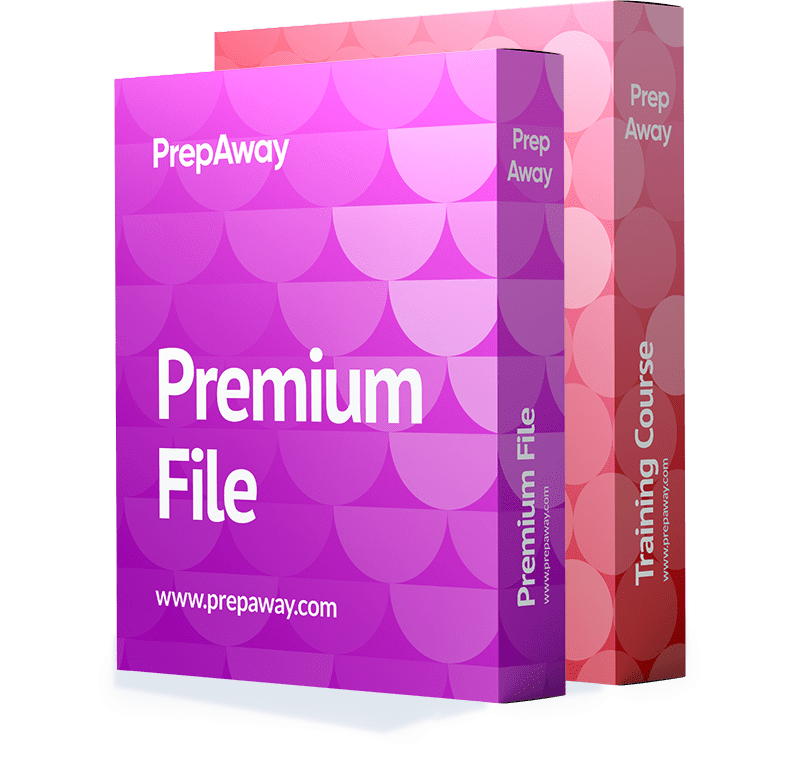 PrepAway
Premium
File
www.prepaway.com
Prep
Away
Premium File
www.prepaway.com
Prep
Away
Training Course
www.prepaway.com